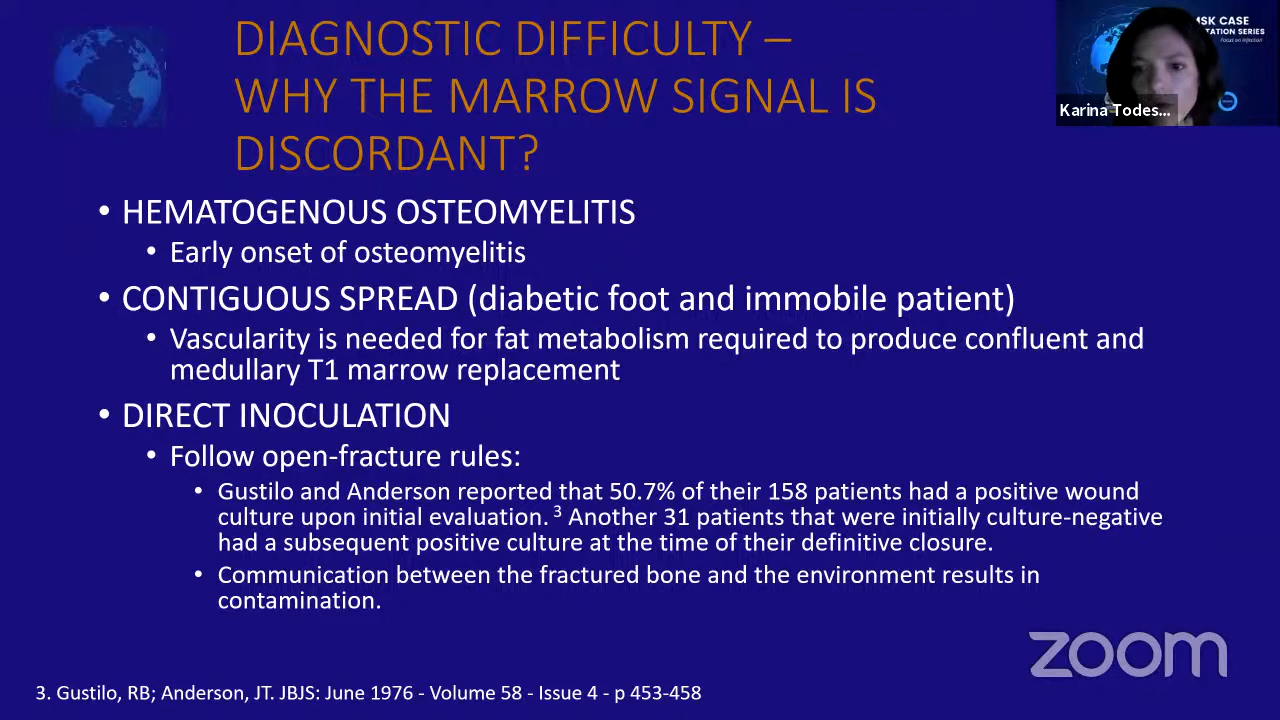 DIAGNOSTIC DIFFICULTY –
WHY THE MARROW SIGNAL IS
DISCORDANT?
MSK CASE
TATION SERIES
Focus on Infection
Karina Todes...
• HEMATOGENOUS OSTEOMYELITIS
• Early onset of osteomyelitis
• CONTIGUOUS SPREAD (diabetic foot and immobile patient)
• Vascularity is needed for fat metabolism required to produce confluent and
medullary T1 marrow replacement
• DIRECT INOCULATION
• Follow open-fracture rules:
• Gustilo and Anderson reported that 50.7% of their 158 patients had a positive wound
culture upon initial evaluation. 3 Another 31 patients that were initially culture-negative
had a subsequent positive culture at the time of their definitive closure.
• Communication between the fractured bone and the environment results in
contamination.
zoom
3. Gustilo, RB; Anderson, JT. JBJS: June 1976 - Volume 58 - Issue 4 - p 453-458